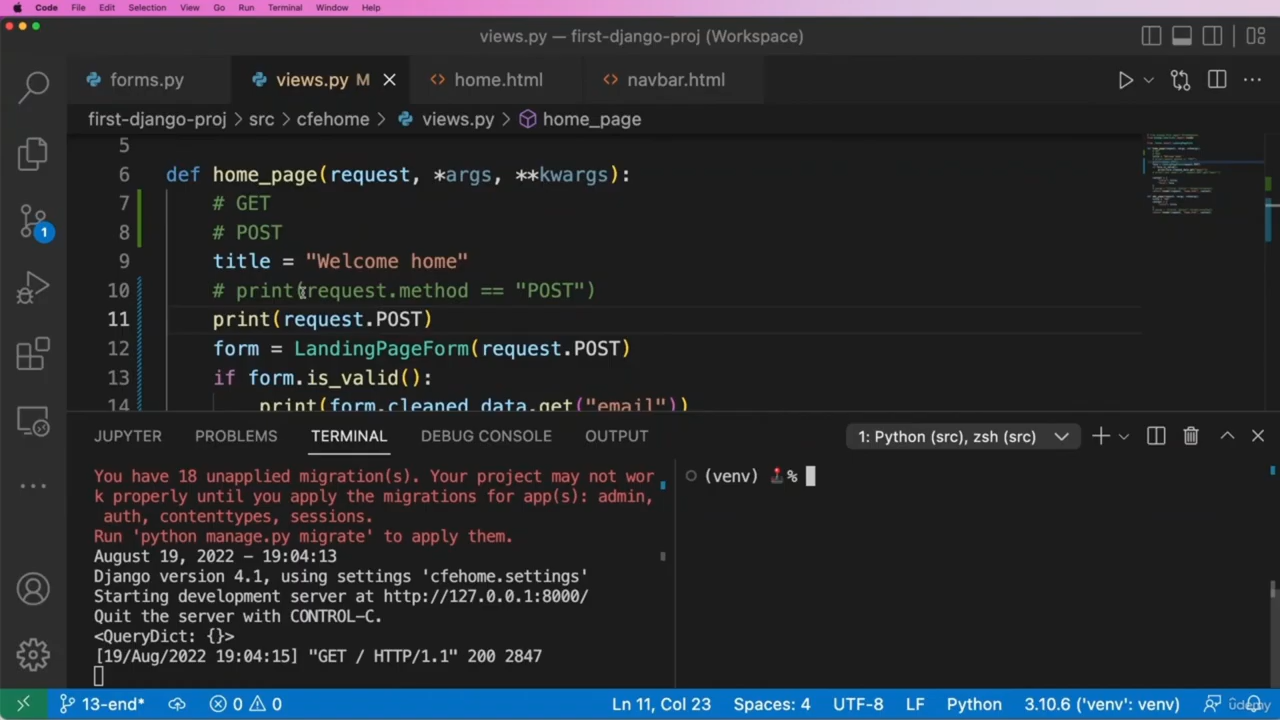 Code File Edit Selection View Go Run Terminal Window Help
views.py — first-django-proj (Workspace)
forms.py views.py M home.html navbar.html
first-django-proj > src > cfehome > views.py > home_page
5
6 def home_page(request, *args, **kwargs):
7 # GET
8 # POST
9 title = "Welcome home"
10 # print(request.method == "POST")
11 print(request.POST)
12 form = LandingPageForm(request.POST)
13 if form.is_valid():
14 print(form.cleaned_data.get("email"))
1
JUPYTER PROBLEMS TERMINAL DEBUG CONSOLE OUTPUT 1: Python (src), zsh (src)
You have 18 unapplied migration(s). Your project may not wor
k properly until you apply the migrations for app(s): admin,
auth, contenttypes, sessions.
Run 'python manage.py migrate' to apply them.
August 19, 2022 - 19:04:13
Django version 4.1, using settings 'cfehome.settings'
Starting development server at http://127.0.0.1:8000/
Quit the server with CONTROL-C.
<QueryDict: {}>
[19/Aug/2022 19:04:15] "GET / HTTP/1.1" 200 2847
(venv) %
13-end* 0 0 Ln 11, Col 23 Spaces: 4 UTF-8 LF Python 3.10.6 ('venv': venv)
udemy